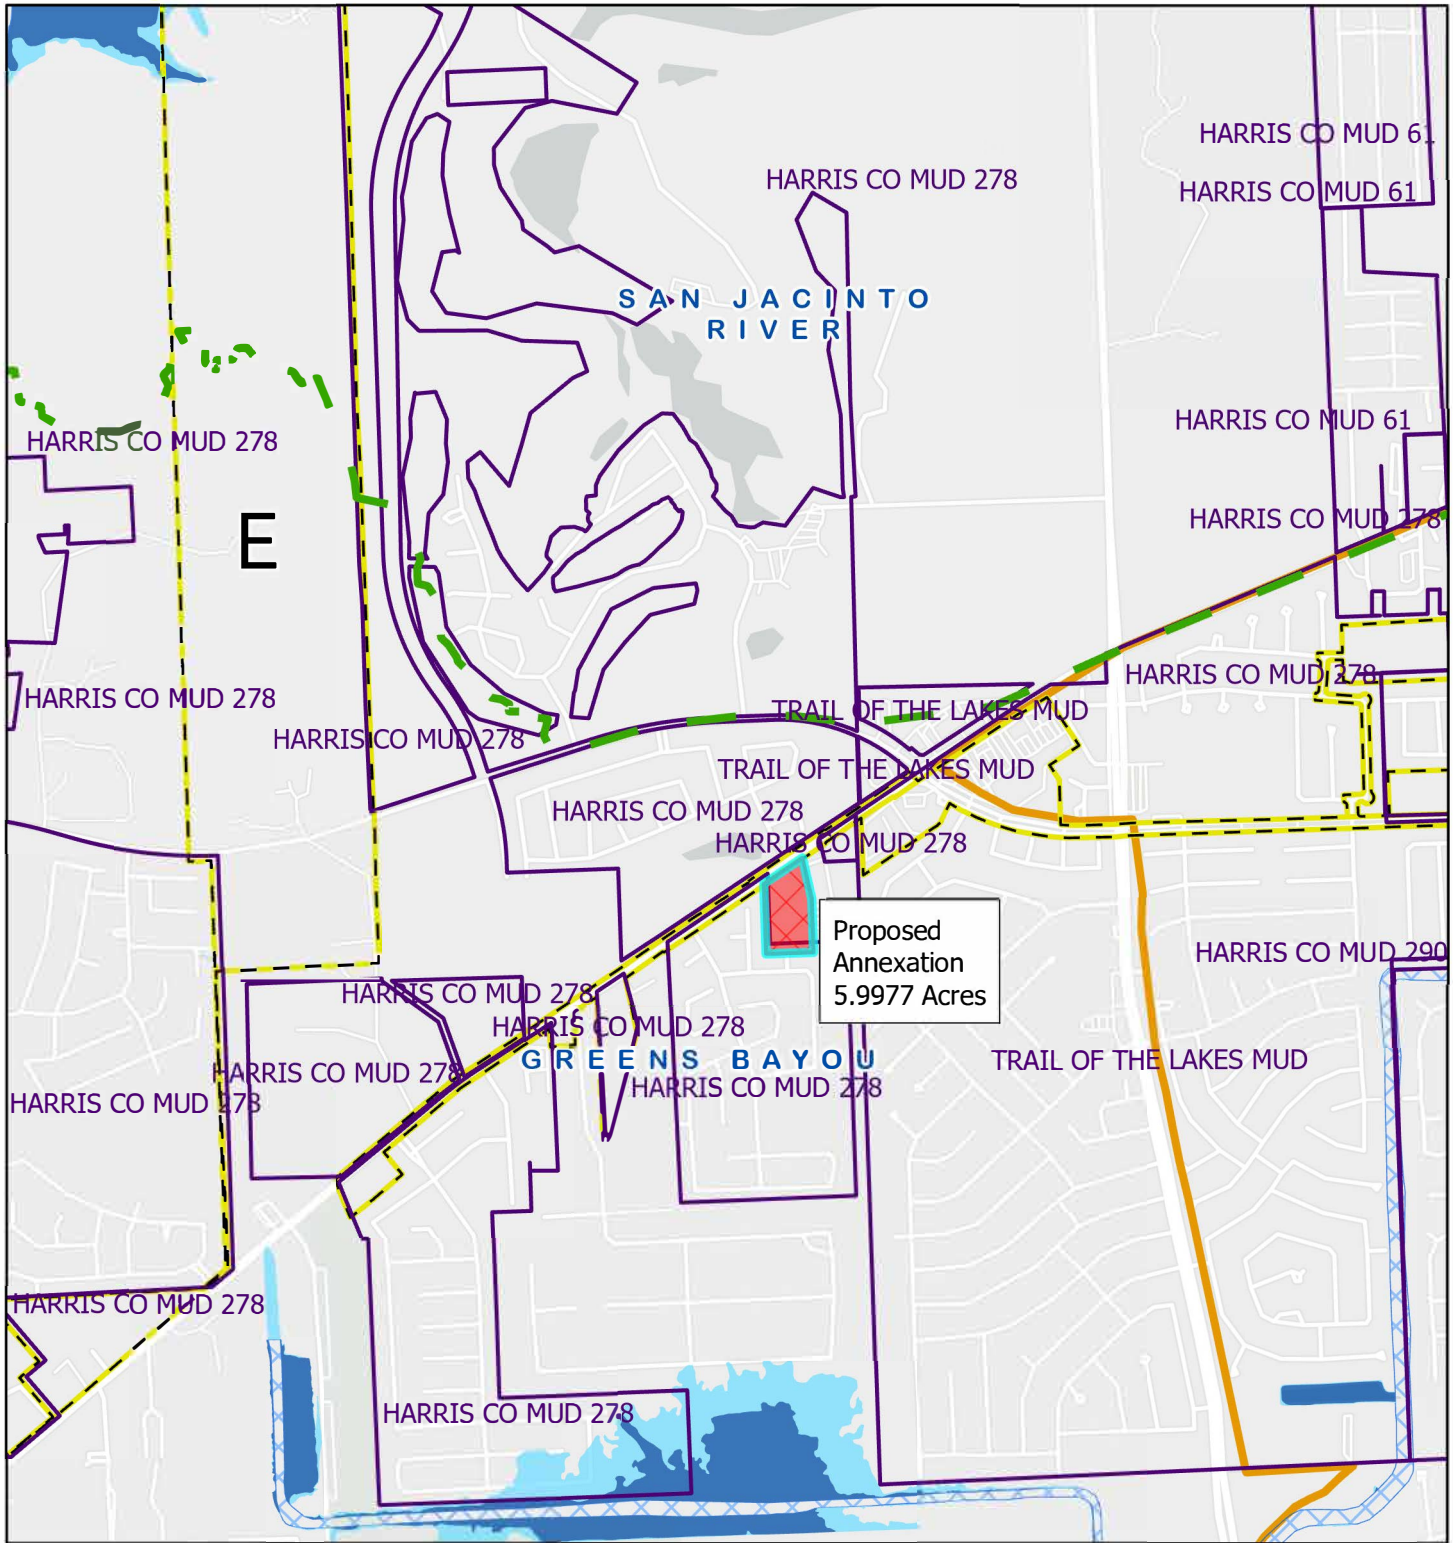 HARRIS CO MUD 61
HARRIS CO MUD 278
HARRIS CO MUD 61
SAN JACINTO
RIVER
HARRIS CO MUD 61
HARRIS CO MUD 278
HARRIS CO MUD 278
E
HARRIS CO MUD 278
HARRIS CO MUD 278
TRAIL OF THE LAKES MUD
HARRIS CO MUD 278
TRAIL OF THE LAKES MUD
HARRIS CO MUD 278
HARRIS CO MUD 278
Proposed
Annexation
5.9977 Acres
HARRIS CO MUD 290
HARRIS CO MUD 278
HARRIS CO MUD 278
GREENS BAYOU
TRAIL OF THE LAKES MUD
HARRIS CO MUD 278
HARRIS CO MUD 278
HARRIS CO MUD 278
HARRIS CO MUD 278
HARRIS CO MUD 278